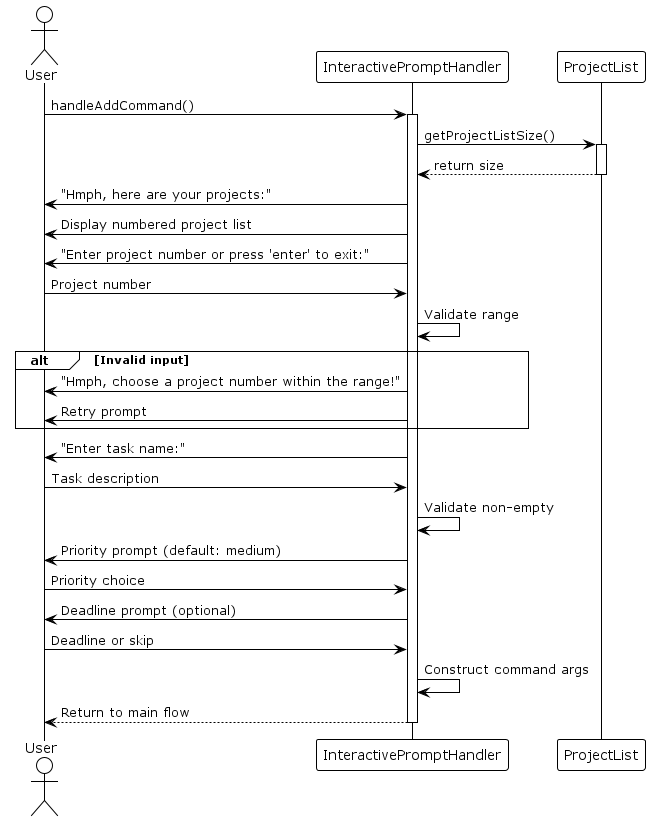 User
InteractivePromptHandler
ProjectList
handleAddCommand()
getProjectListSize()
return size
"Hmph, here are your projects:"
Display numbered project list
"Enter project number or press 'enter' to exit:"
Project number
Validate range
alt [Invalid input]
"Hmph, choose a project number within the range!"
Retry prompt
"Enter task name:"
Task description
Validate non-empty
Priority prompt (default: medium)
Priority choice
Deadline prompt (optional)
Deadline or skip
Construct command args
Return to main flow
User
InteractivePromptHandler
ProjectList